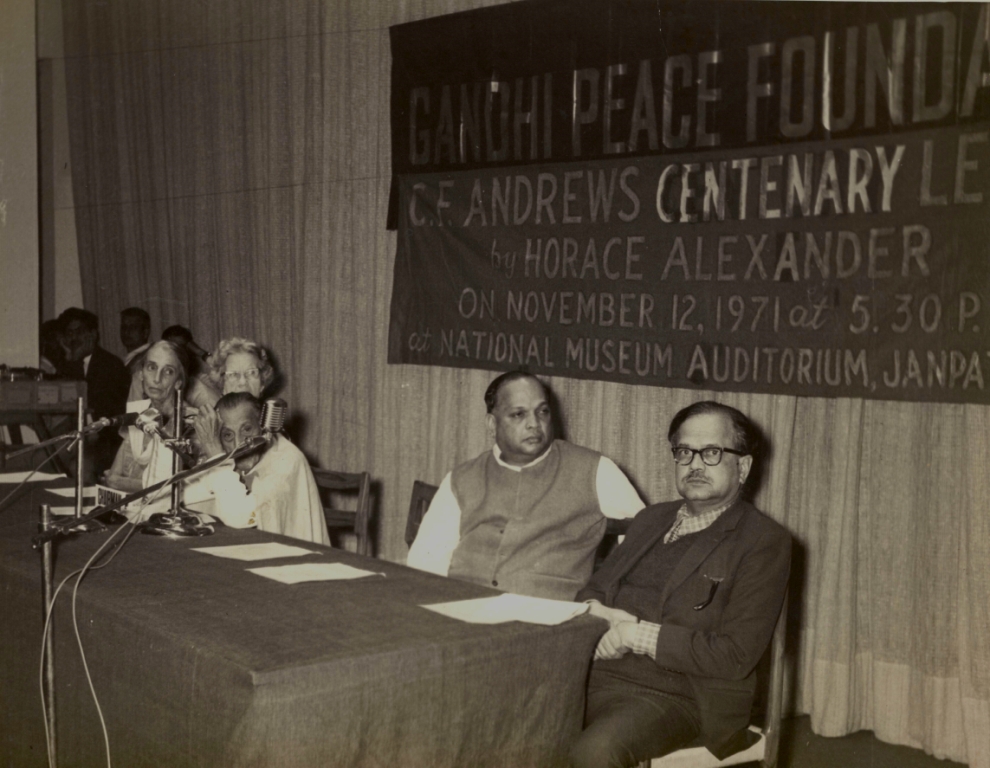 GANDHI PEACE FOUNDA
C.F. ANDREWS CENTENARY LE
by HORACE ALEXANDER
ON NOVEMBER 12, 1971 at 5.30 P.
at NATIONAL MUSEUM AUDITORIUM, JANPA